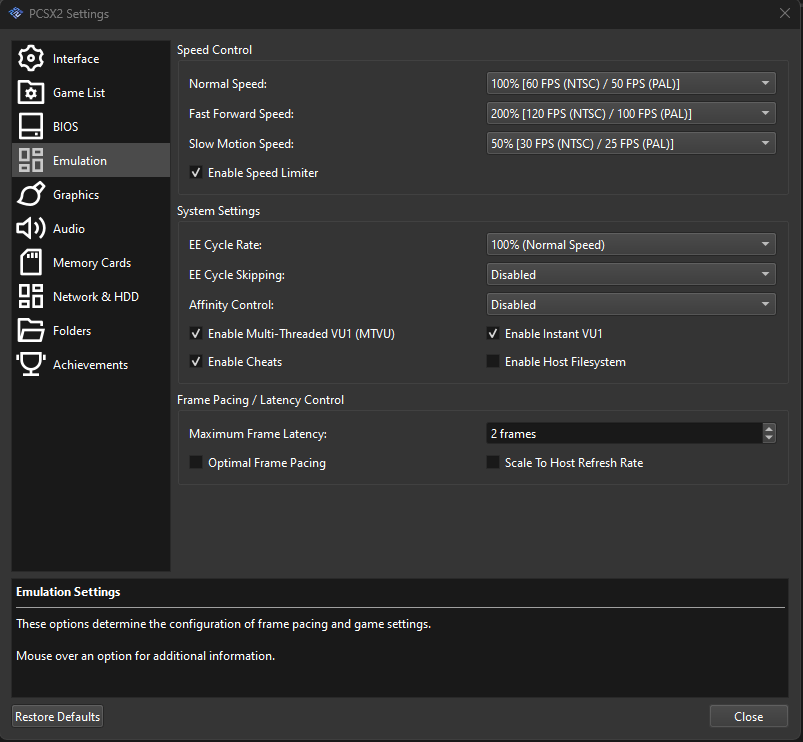 PCSX2 Settings
Interface
Game List
BIOS
Emulation
Graphics
Audio
Memory Cards
Network & HDD
Folders
Achievements
Speed Control
Normal Speed: 100% [60 FPS (NTSC) / 50 FPS (PAL)]
Fast Forward Speed: 200% [120 FPS (NTSC) / 100 FPS (PAL)]
Slow Motion Speed: 50% [30 FPS (NTSC) / 25 FPS (PAL)]
Enable Speed Limiter
System Settings
EE Cycle Rate: 100% (Normal Speed)
EE Cycle Skipping: Disabled
Affinity Control: Disabled
Enable Multi-Threaded VU1 (MTVU) Enable Instant VU1
Enable Cheats Enable Host Filesystem
Frame Pacing / Latency Control
Maximum Frame Latency: 2 frames
Optimal Frame Pacing Scale To Host Refresh Rate
Emulation Settings
These options determine the configuration of frame pacing and game settings.
Mouse over an option for additional information.
Restore Defaults Close